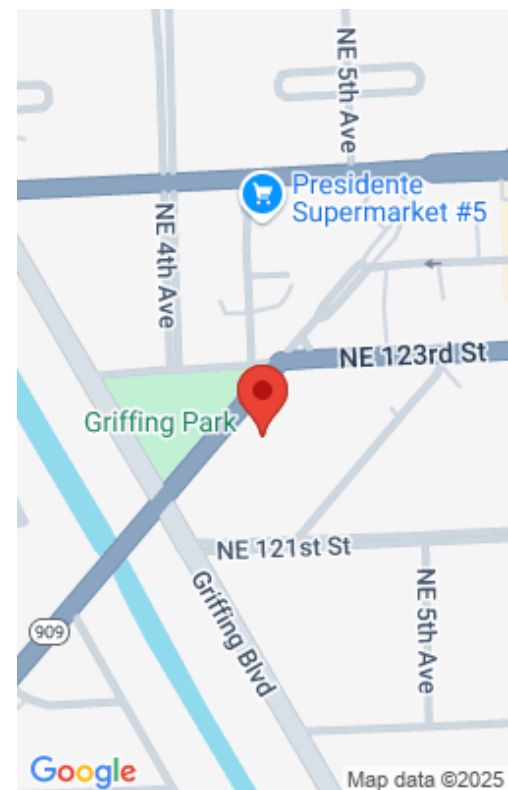 NE 5th Ave
Presidente
Supermarket #5
NE 4th Ave
NE 123rd St
Griffing Park
NE 121st St
Griffing Blvd
NE 5th Ave
909
Google
Map data ©2025